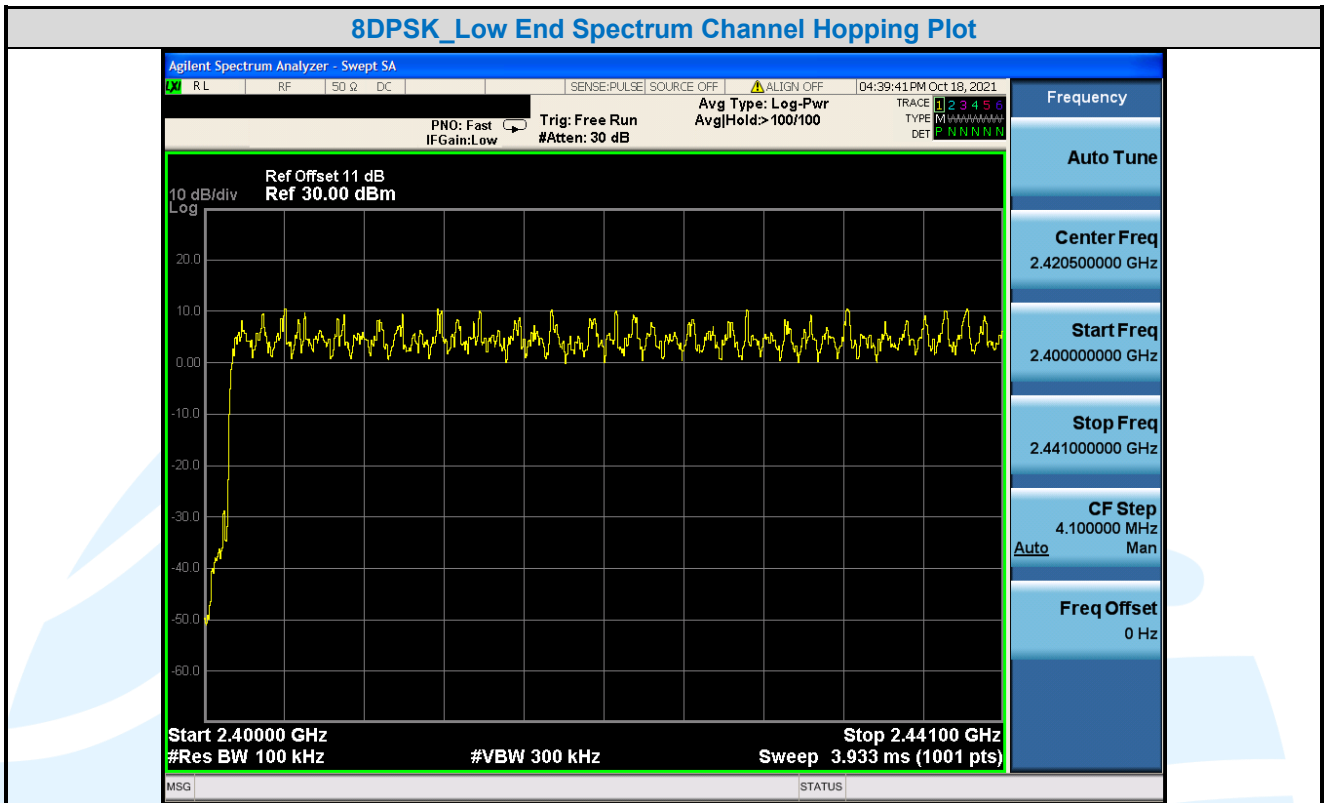 8DPSK_Low End Spectrum Channel Hopping Plot
Agilent Spectrum Analyzer - Swept SA
LXI RL RF 50 Ω DC SENSE:PULSE SOURCE OFF ALIGN OFF 04:39:41 PM Oct 18, 2021
PNO: Fast
IFGain:Low
Trig: Free Run
#Atten: 30 dB
Avg Type: Log-Pwr
Avg|Hold:>100/100
TRACE 1 2 3 4 5 6
TYPE M
DET P N N N N N
Ref Offset 11 dB
10 dB/div Ref 30.00 dBm
Log
20.0
10.0
0.00
-10.0
-20.0
-30.0
-40.0
-50.0
-60.0
Start 2.40000 GHz Stop 2.44100 GHz
#Res BW 100 kHz #VBW 300 kHz Sweep 3.933 ms (1001 pts)
MSG STATUS
Frequency
Auto Tune
Center Freq
2.420500000 GHz
Start Freq
2.400000000 GHz
Stop Freq
2.441000000 GHz
CF Step
4.100000 MHz
Auto Man
Freq Offset
0 Hz